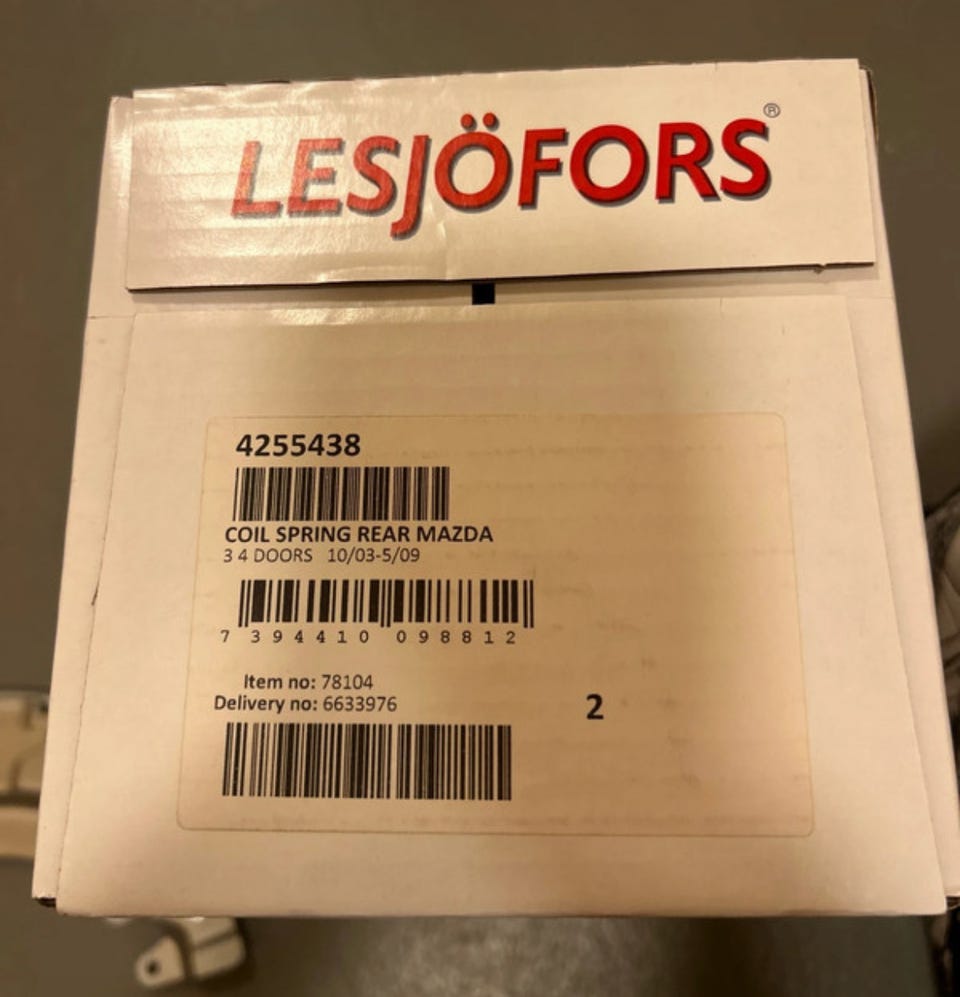 LESJÖFORS®
4255438
COIL SPRING REAR MAZDA
3 4 DOORS 10/03-5/09
7 394410 098812
Item no: 78104
Delivery no: 6633976
2